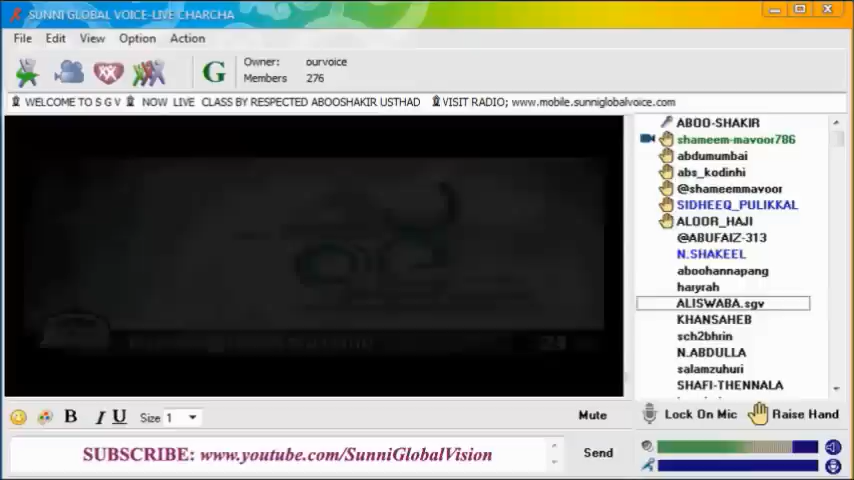 SUNNI GLOBAL VOICE-LIVE CHARCHA
File Edit View Option Action
G
Owner: ourvoice
Members 276
WELCOME TO S G V NOW LIVE CLASS BY RESPECTED ABOOSHAKIR USTHAD VISIT RADIO; www.mobile.sunniglobalvoice.com
ABOO-SHAKIR
shameem-mavoor786
abdumumbai
abs_kodinhi
@shameemmavoor
SIDHEEQ_PULIKKAL
ALOOR_HAJI
@ABUFAIZ-313
N.SHAKEEL
aboohannapang
haryrah
ALISWABA.sgv
KHANSAHEB
sch2bhrin
N.ABDULLA
salamzuhuri
SHAFI-THENNALA
B I U Size 1
Mute
Lock On Mic Raise Hand
SUBSCRIBE: www.youtube.com/SunniGlobalVision
Send